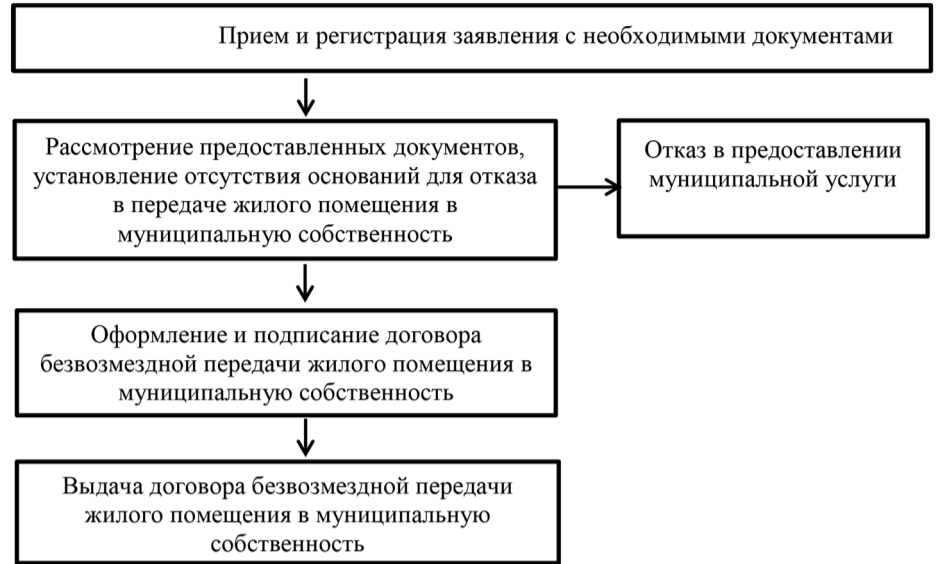 Прием и регистрация заявления с необходимыми документами
Рассмотрение предоставленных документов,
установление отсутствия оснований для отказа
в передаче жилого помещения в
муниципальную собственность
Отказ в предоставлении
муниципальной услуги
Оформление и подписание договора
безвозмездной передачи жилого помещения в
муниципальную собственность
Выдача договора безвозмездной передачи
жилого помещения в муниципальную
собственность